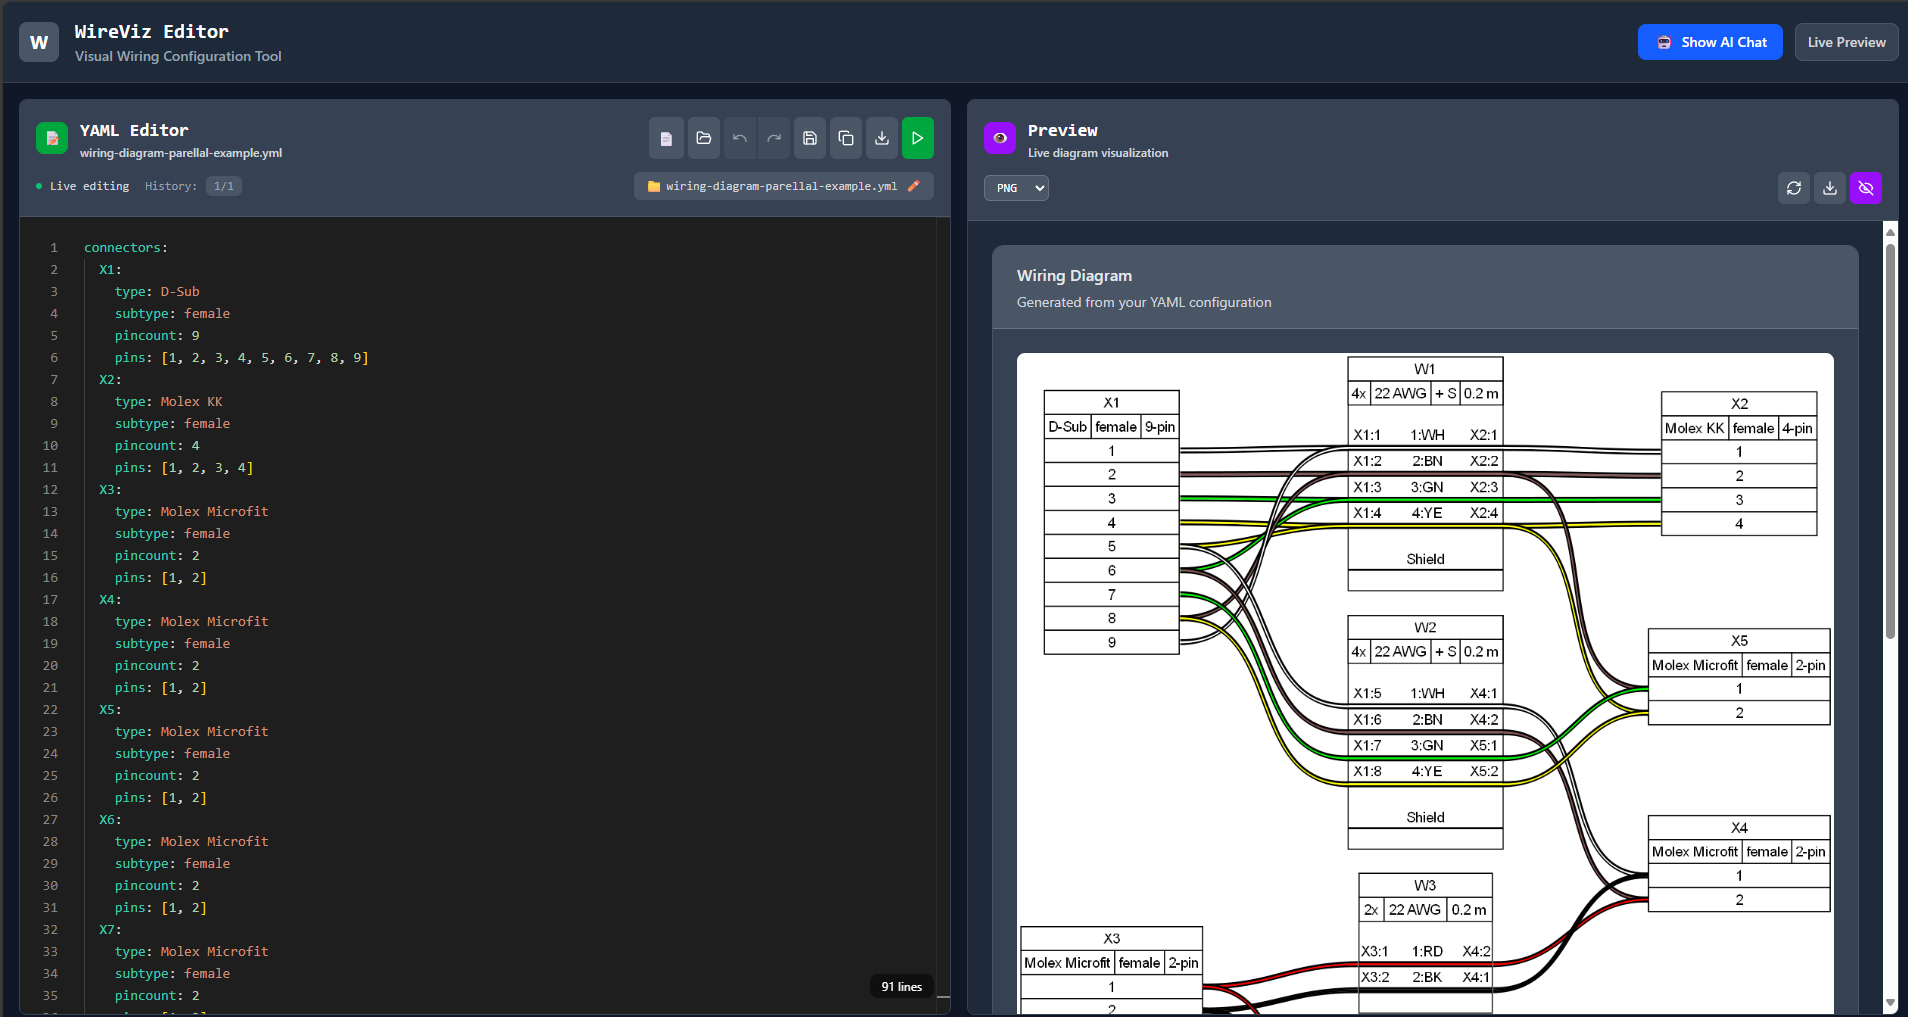 W
WireViz Editor
Visual Wiring Configuration Tool
Show AI Chat
Live Preview
YAML Editor
wiring-diagram-parellal-example.yml
Live editing History: 1/1
wiring-diagram-parellal-example.yml
1 connectors:
2 X1:
3 type: D-Sub
4 subtype: female
5 pincount: 9
6 pins: [1, 2, 3, 4, 5, 6, 7, 8, 9]
7 X2:
8 type: Molex KK
9 subtype: female
10 pincount: 4
11 pins: [1, 2, 3, 4]
12 X3:
13 type: Molex Microfit
14 subtype: female
15 pincount: 2
16 pins: [1, 2]
17 X4:
18 type: Molex Microfit
19 subtype: female
20 pincount: 2
21 pins: [1, 2]
22 X5:
23 type: Molex Microfit
24 subtype: female
25 pincount: 2
26 pins: [1, 2]
27 X6:
28 type: Molex Microfit
29 subtype: female
30 pincount: 2
31 pins: [1, 2]
32 X7:
33 type: Molex Microfit
34 subtype: female
35 pincount: 2
91 lines
Preview
Live diagram visualization
PNG
Wiring Diagram
Generated from your YAML configuration
X1
D-Sub female 9-pin
1
2
3
4
5
6
7
8
9
W1
4x 22 AWG + S 0.2 m
X1:1 1:WH X2:1
X1:2 2:BN X2:2
X1:3 3:GN X2:3
X1:4 4:YE X2:4
Shield
X2
Molex KK female 4-pin
1
2
3
4
W2
4x 22 AWG + S 0.2 m
X1:5 1:WH X4:1
X1:6 2:BN X4:2
X1:7 3:GN X5:1
X1:8 4:YE X5:2
Shield
X5
Molex Microfit female 2-pin
1
2
X4
Molex Microfit female 2-pin
1
2
W3
2x 22 AWG 0.2 m
X3:1 1:RD X4:2
X3:2 2:BK X4:1
X3
Molex Microfit female 2-pin
1
2